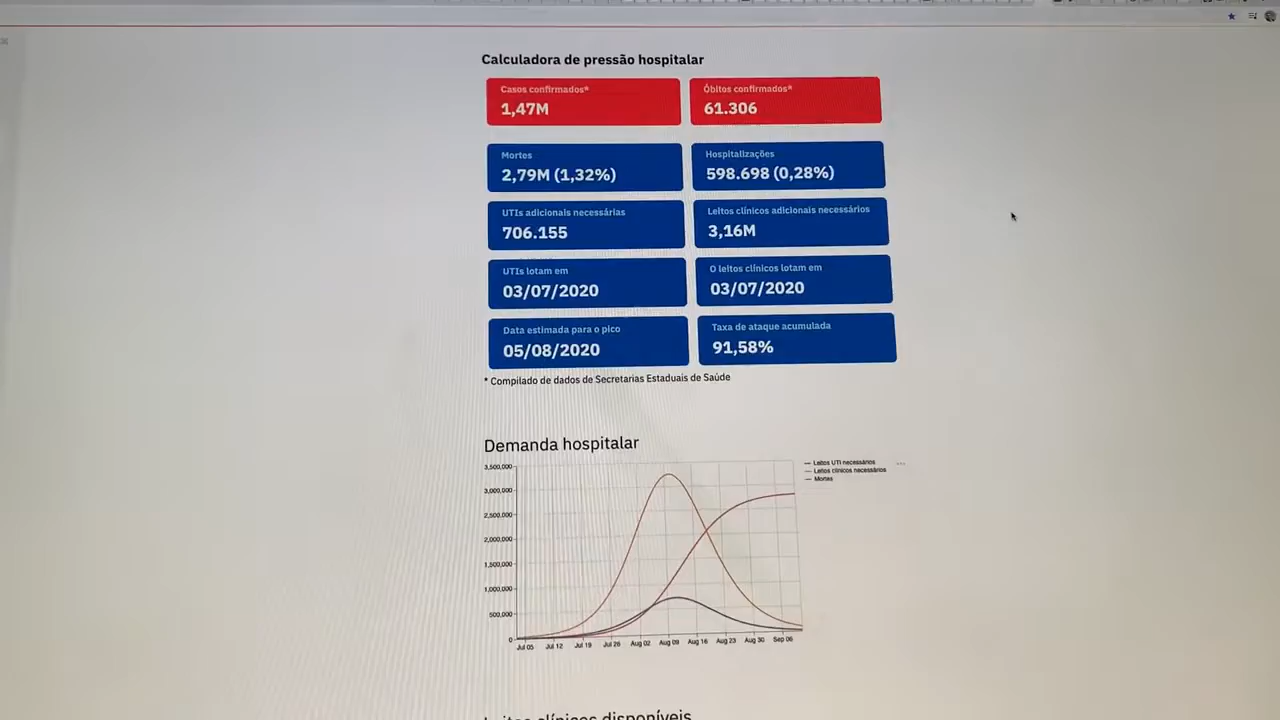 Calculadora de pressão hospitalar
Casos confirmados*
1,47M
Óbitos confirmados*
61.306
Mortes
2,79M (1,32%)
Hospitalizações
598.698 (0,28%)
UTIs adicionais necessárias
706.155
Leitos clínicos adicionais necessários
3,16M
UTIs lotam em
03/07/2020
O leitos clínicos lotam em
03/07/2020
Data estimada para o pico
05/08/2020
Taxa de ataque acumulada
91,58%
* Compilado de dados de Secretarias Estaduais de Saúde
Demanda hospitalar
3,500,000
3,000,000
2,500,000
2,000,000
1,500,000
1,000,000
500,000
0
Jul 05 Jul 12 Jul 19 Jul 26 Aug 02 Aug 09 Aug 16 Aug 23 Aug 30 Sep 06
Leitos UTI necessários
Leitos clínicos necessários
Mortes
Leitos clínicos disponíveis